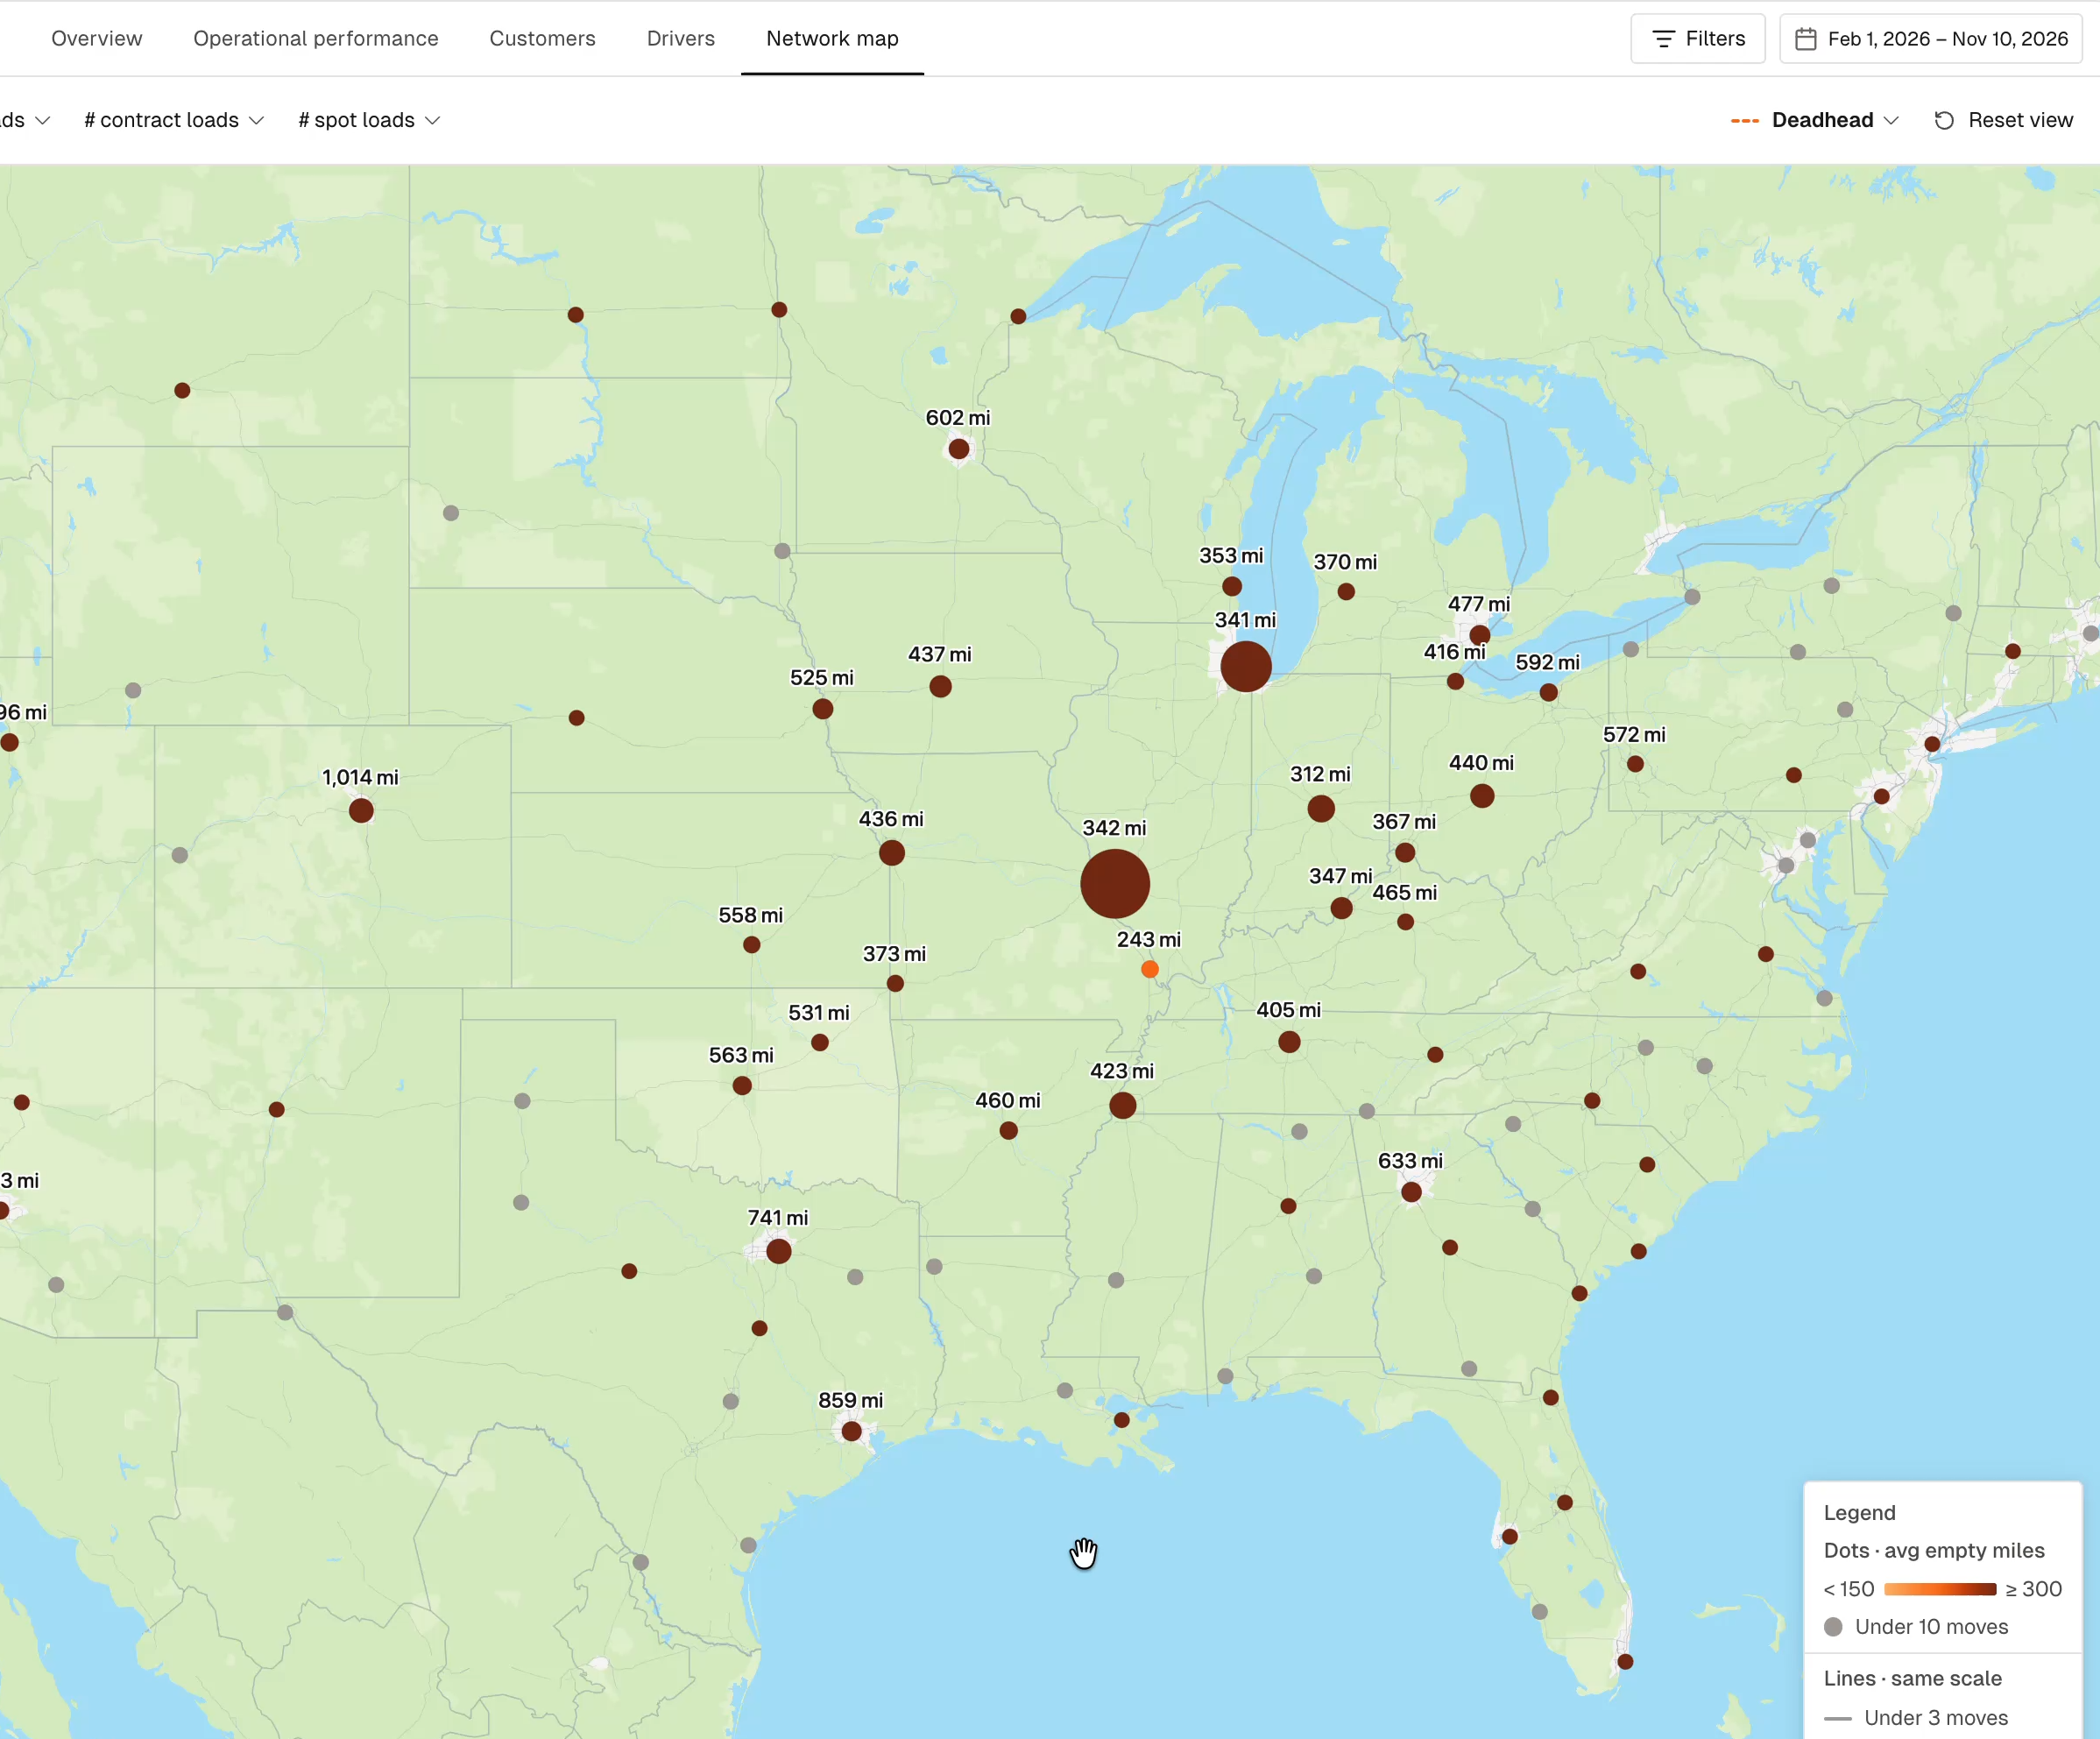 Overview Operational performance Customers Drivers Network map Filters Feb 1, 2026 – Nov 10, 2026
ds # contract loads # spot loads Deadhead Reset view
602 mi
353 mi
370 mi
477 mi
341 mi
416 mi
437 mi
592 mi
525 mi
96 mi
572 mi
440 mi
312 mi
1,014 mi
436 mi
367 mi
342 mi
347 mi
465 mi
558 mi
243 mi
373 mi
405 mi
531 mi
563 mi
423 mi
460 mi
633 mi
3 mi
741 mi
859 mi
Legend
Dots · avg empty miles
< 150 ≥ 300
Under 10 moves
Lines · same scale
Under 3 moves